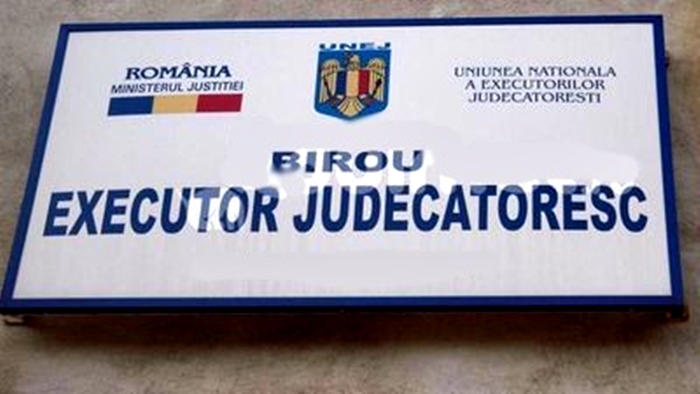 ROMÂNIA
MINISTERUL JUSTITIEI
UNEJ
UNIUNEA NATIONALA
A EXECUTORILOR
JUDECATORESTI
BIROU
EXECUTOR JUDECATORESC